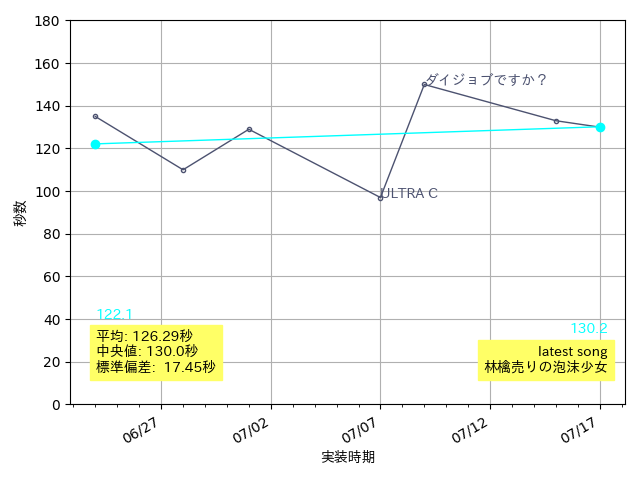 180
160
140
120
100
80
60
40
20
0
秒数
ダイジョブですか？
ULTRA C
122.1
平均: 126.29秒
中央値: 130.0秒
標準偏差: 17.45秒
130.2
latest song
林檎売りの泡沫少女
06/27
07/02
07/07
07/12
07/17
実装時期